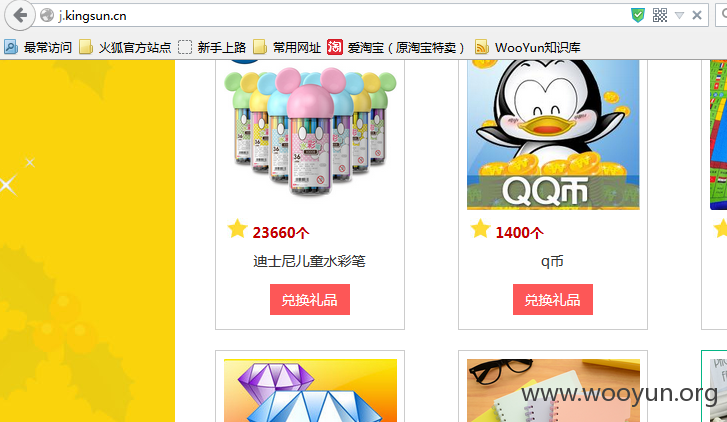 j.kingsun.cn
最常访问 火狐官方站点 新手上路 常用网址 爱淘宝（原淘宝特卖） WooYun知识库
QQ币
23660个 1400个
迪士尼儿童水彩笔 q币
兑换礼品 兑换礼品
www.wooyun.org